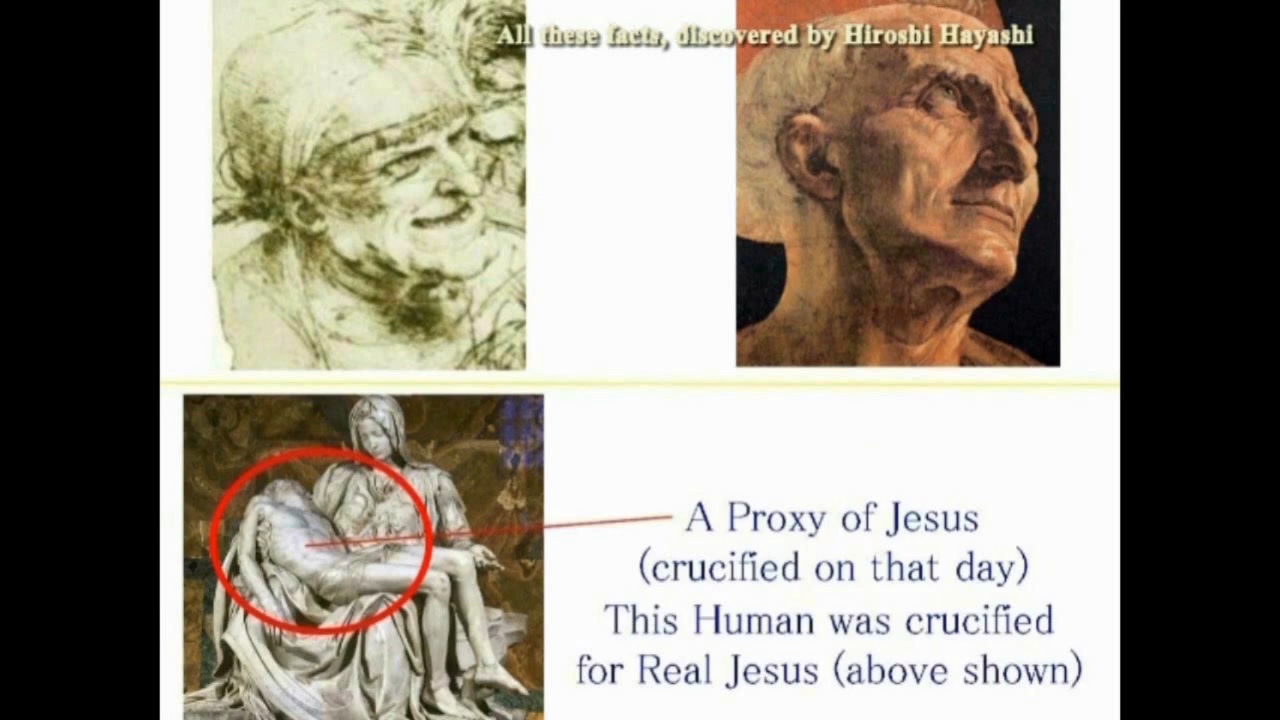 All these facts, discovered by Hiroshi Hayashi
A Proxy of Jesus
(crucified on that day)
This Human was crucified
for Real Jesus (above shown)